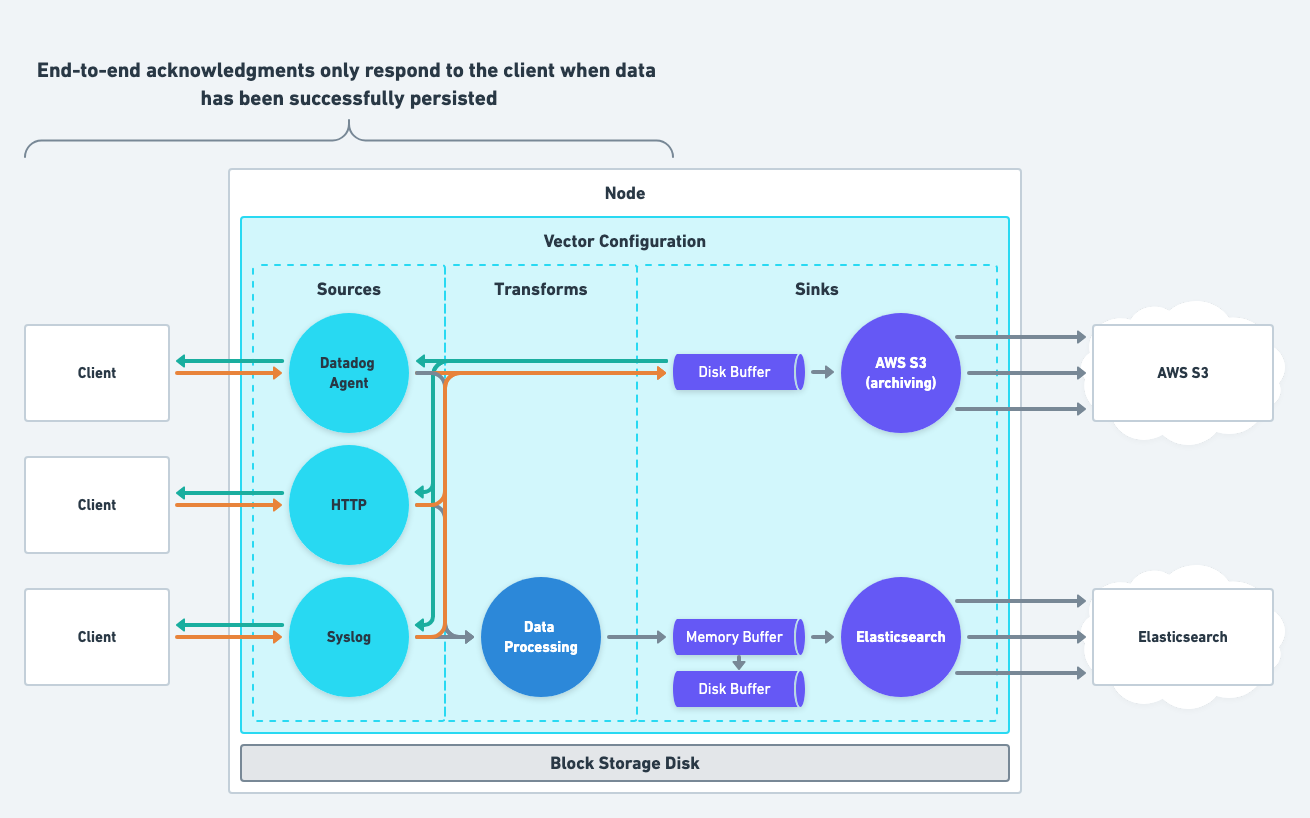 End-to-end acknowledgments only respond to the client when data
has been successfully persisted
Node
Vector Configuration
Sources
Transforms
Sinks
Client
Datadog
Agent
Disk Buffer
AWS S3
(archiving)
AWS S3
Client
HTTP
Client
Syslog
Data
Processing
Memory Buffer
Disk Buffer
Elasticsearch
Elasticsearch
Block Storage Disk